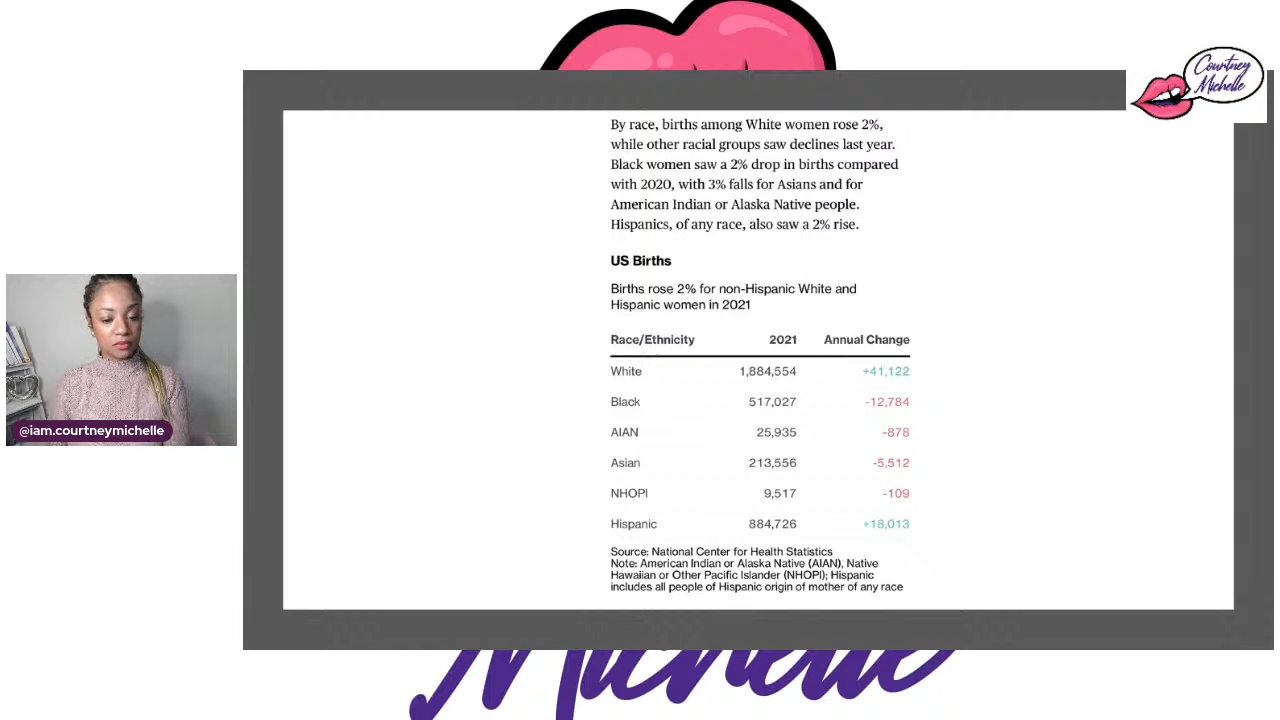 Courtney
Michelle
By race, births among White women rose 2%,
while other racial groups saw declines last year.
Black women saw a 2% drop in births compared
with 2020, with 3% falls for Asians and for
American Indian or Alaska Native people.
Hispanics, of any race, also saw a 2% rise.
US Births
Births rose 2% for non-Hispanic White and
Hispanic women in 2021
Race/Ethnicity 2021 Annual Change
White 1,884,554 +41,122
Black 517,027 -12,784
AIAN 25,935 -878
Asian 213,556 -5,512
NHOPI 9,517 -109
Hispanic 884,726 +18,013
Source: National Center for Health Statistics
Note: American Indian or Alaska Native (AIAN), Native
Hawaiian or Other Pacific Islander (NHOPI); Hispanic
includes all people of Hispanic origin of mother of any race
@iam.courtneymichelle
Michelle